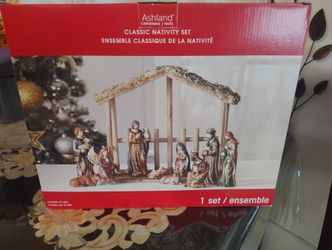 Ashland
CHRISTMAS | NOËL
CLASSIC NATIVITY SET
ENSEMBLE CLASSIQUE DE LA NATIVITÉ
1 set / ensemble